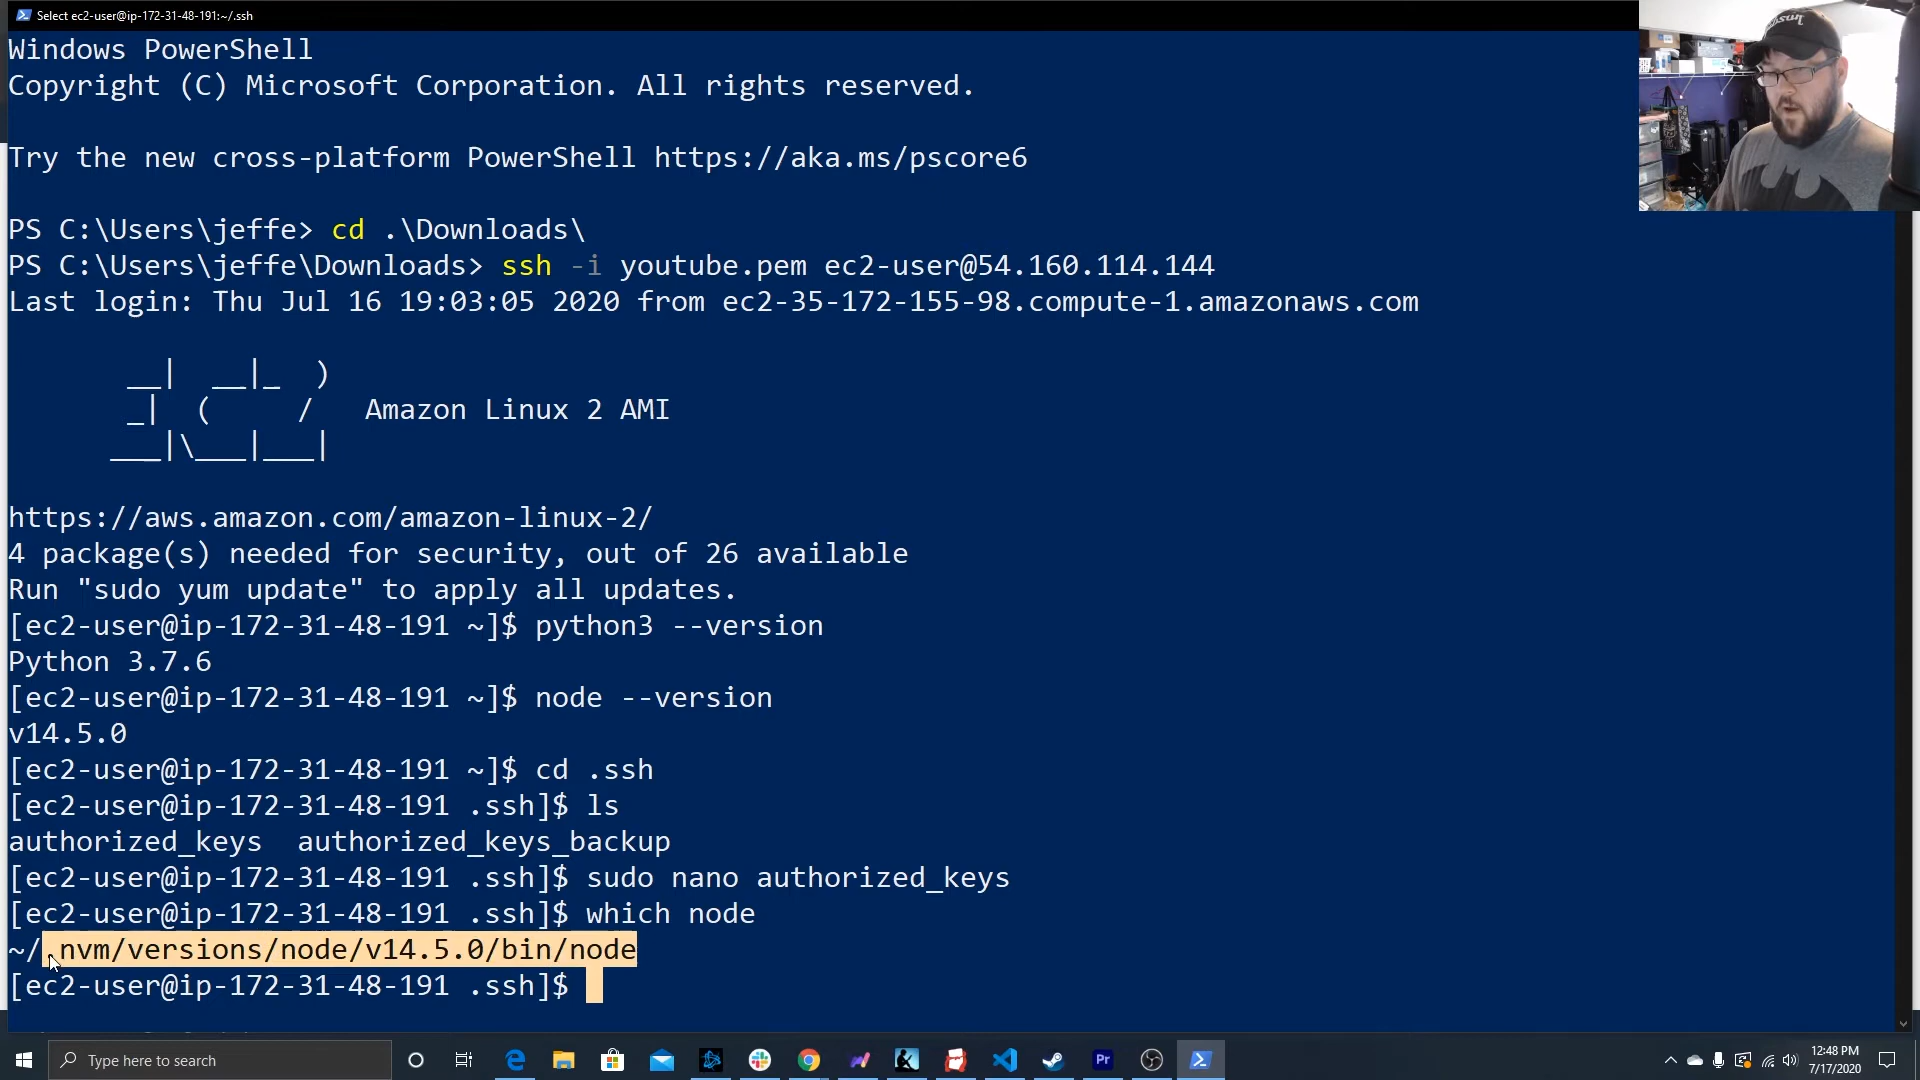 Select ec2-user@ip-172-31-48-191:~/.ssh
Windows PowerShell
Copyright (C) Microsoft Corporation. All rights reserved.
Try the new cross-platform PowerShell https://aka.ms/pscore6
PS C:\Users\jeffe> cd .\Downloads\
PS C:\Users\jeffe\Downloads> ssh -i youtube.pem ec2-user@54.160.114.144
Last login: Thu Jul 16 19:03:05 2020 from ec2-35-172-155-98.compute-1.amazonaws.com
__|  __|_  )
_|  (     /   Amazon Linux 2 AMI
___|\___|___|
https://aws.amazon.com/amazon-linux-2/
4 package(s) needed for security, out of 26 available
Run "sudo yum update" to apply all updates.
[ec2-user@ip-172-31-48-191 ~]$ python3 --version
Python 3.7.6
[ec2-user@ip-172-31-48-191 ~]$ node --version
v14.5.0
[ec2-user@ip-172-31-48-191 ~]$ cd .ssh
[ec2-user@ip-172-31-48-191 .ssh]$ ls
authorized_keys  authorized_keys_backup
[ec2-user@ip-172-31-48-191 .ssh]$ sudo nano authorized_keys
[ec2-user@ip-172-31-48-191 .ssh]$ which node
~/.nvm/versions/node/v14.5.0/bin/node
[ec2-user@ip-172-31-48-191 .ssh]$
Type here to search
Pr
12:48 PM
7/17/2020